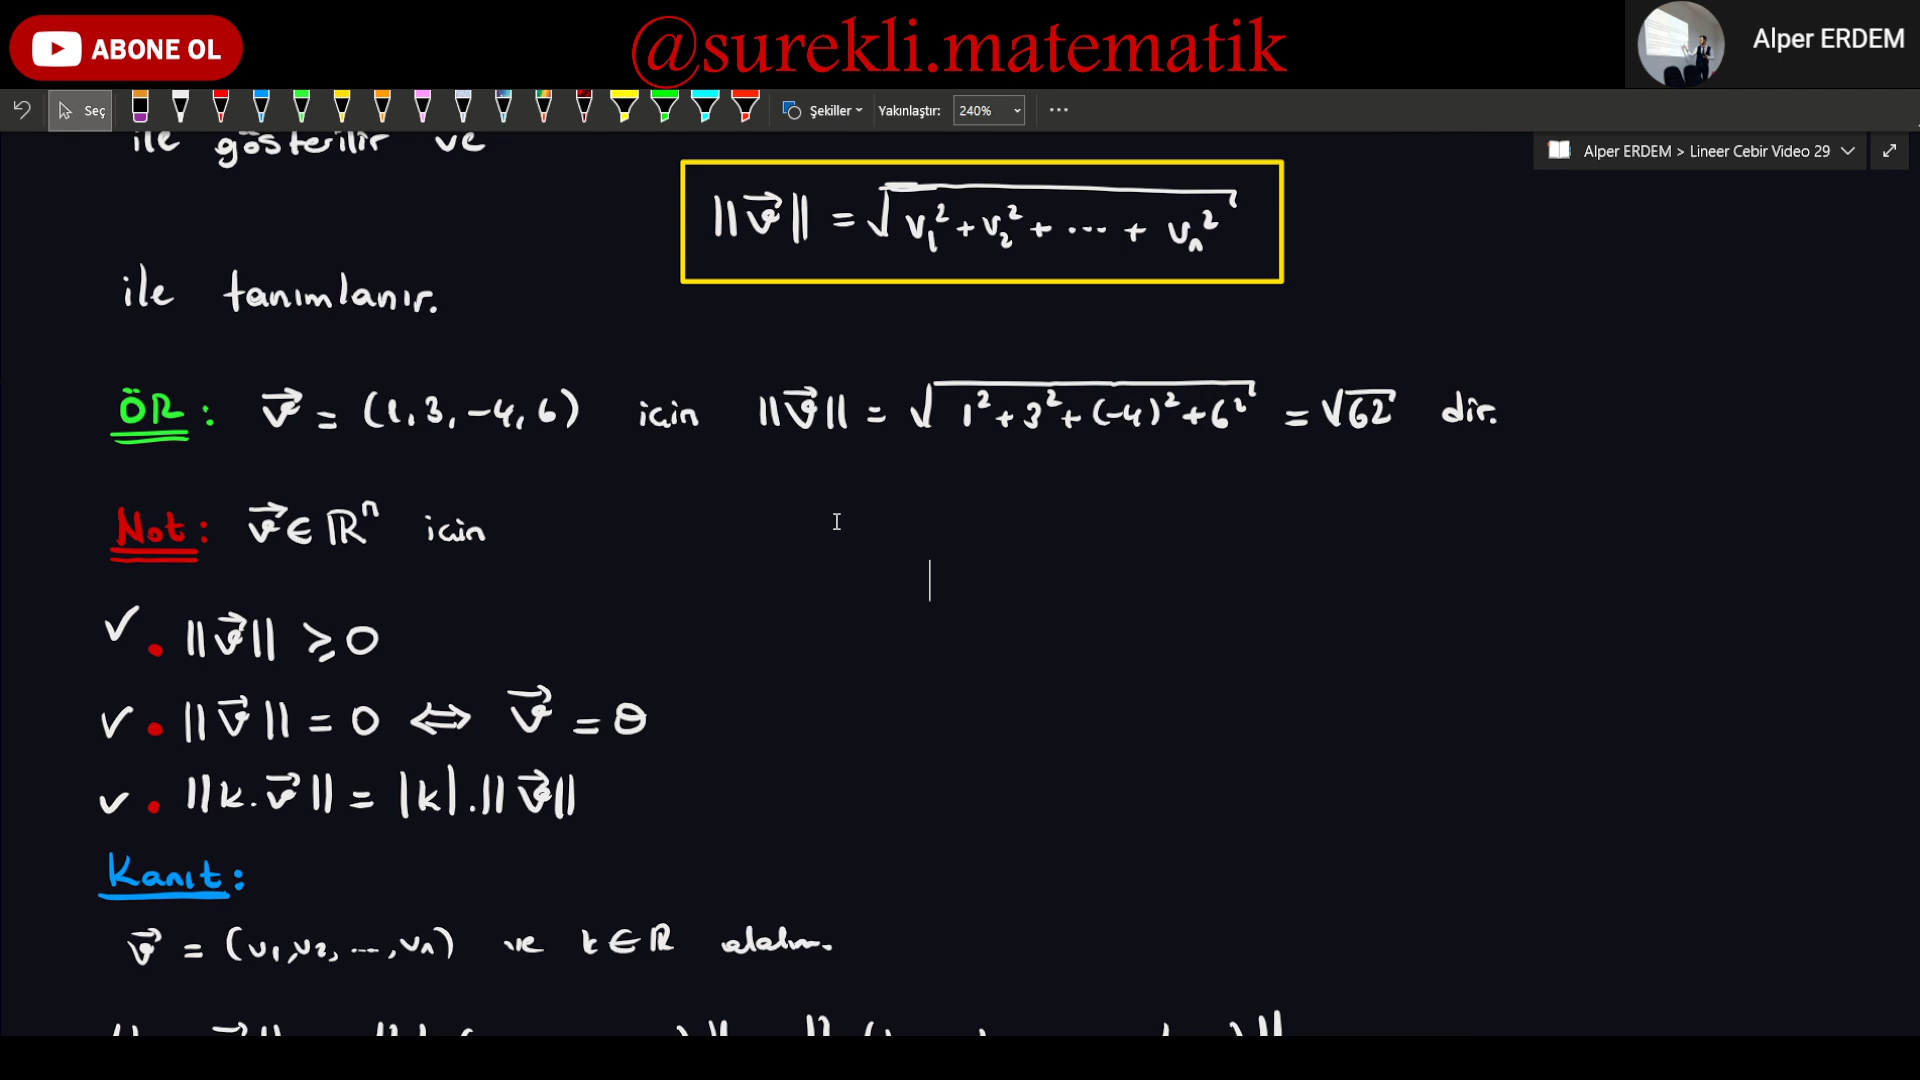 ABONE OL
@surekli.matematik
Alper ERDEM
Seç
Şekiller
Yakınlaştır:
240%
Alper ERDEM > Lineer Cebir Video 29
ile gösterilir ve
||v⃗|| = √(v₁² + v₂² + ... + vₙ²)
ile tanımlanır.
ÖR: v⃗ = (1, 3, -4, 6) için ||v⃗|| = √(1² + 3² + (-4)² + 6²) = √62 dir.
Not: v⃗ ∈ ℝⁿ için
✓ • ||v⃗|| ⩾ 0
✓ • ||v⃗|| = 0 ⇔ v⃗ = θ
✓ • ||k.v⃗|| = |k|.||v⃗||
Kanıt:
v⃗ = (v₁, v₂, ..., vₙ) ve k ∈ ℝ alalım.